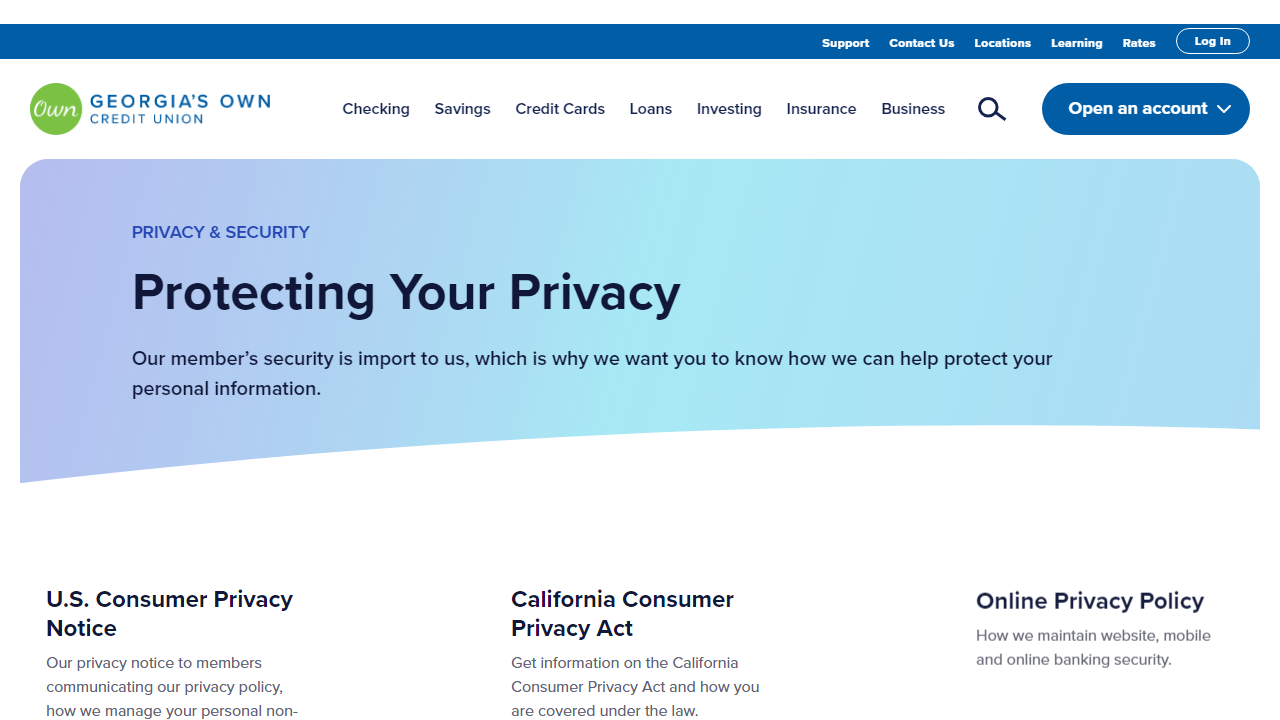 Support Contact Us Locations Learning Rates Log In
Own GEORGIA'S OWN
CREDIT UNION
Checking Savings Credit Cards Loans Investing Insurance Business Open an account
PRIVACY & SECURITY
Protecting Your Privacy
Our member's security is import to us, which is why we want you to know how we can help protect your
personal information.
U.S. Consumer Privacy
Notice
Our privacy notice to members
communicating our privacy policy,
how we manage your personal non-
California Consumer
Privacy Act
Get information on the California
Consumer Privacy Act and how you
are covered under the law.
Online Privacy Policy
How we maintain website, mobile
and online banking security.